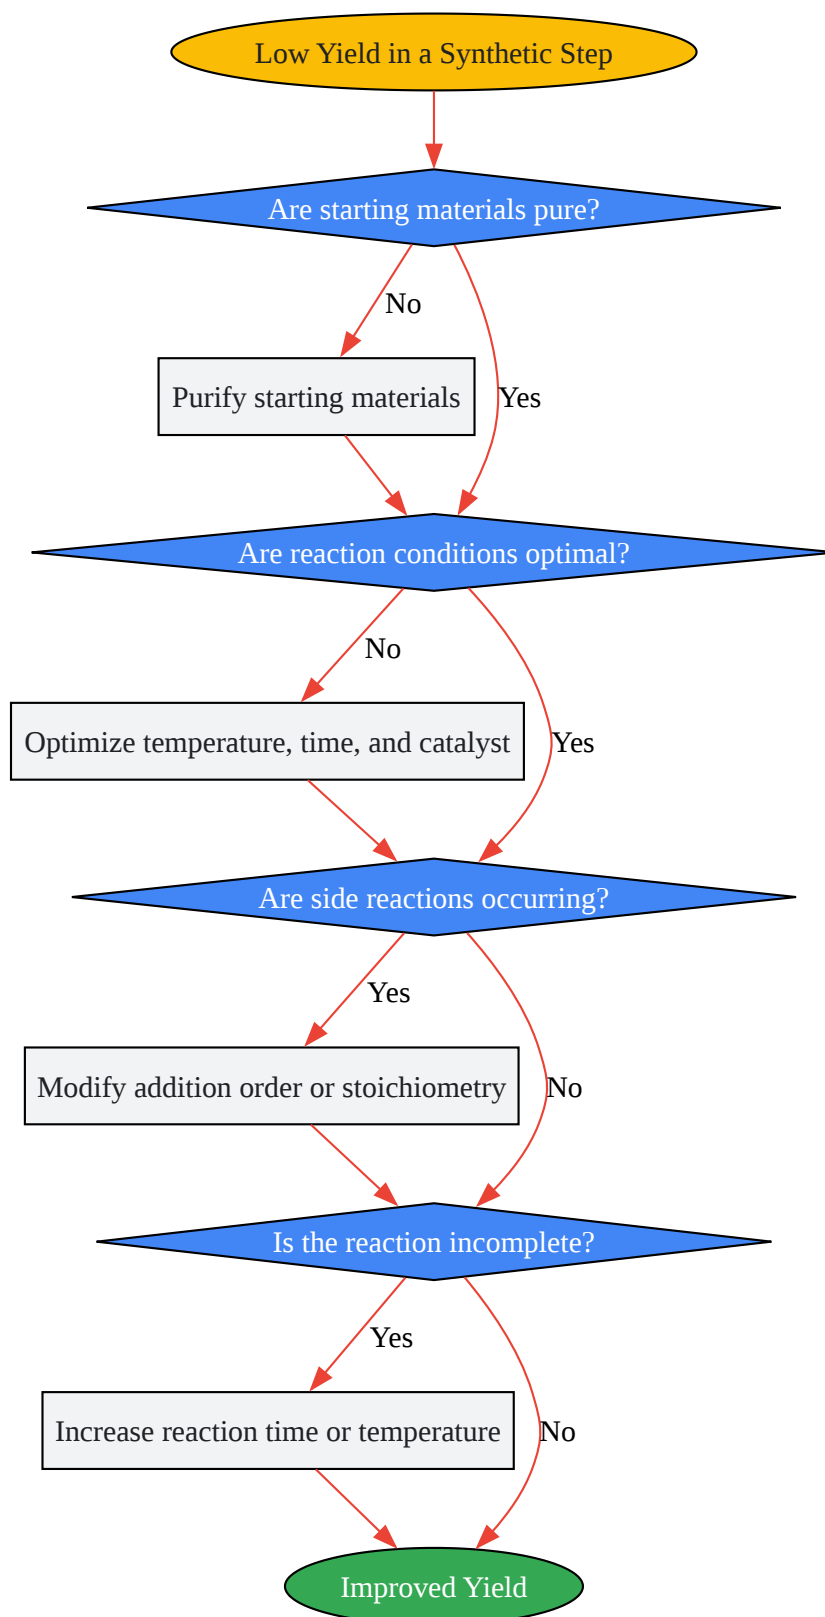 Low Yield in a Synthetic Step
Are starting materials pure?
No
Purify starting materials
Yes
Are reaction conditions optimal?
No
Optimize temperature, time, and catalyst
Yes
Are side reactions occurring?
Yes
Modify addition order or stoichiometry
No
Is the reaction incomplete?
Yes
Increase reaction time or temperature
No
Improved Yield